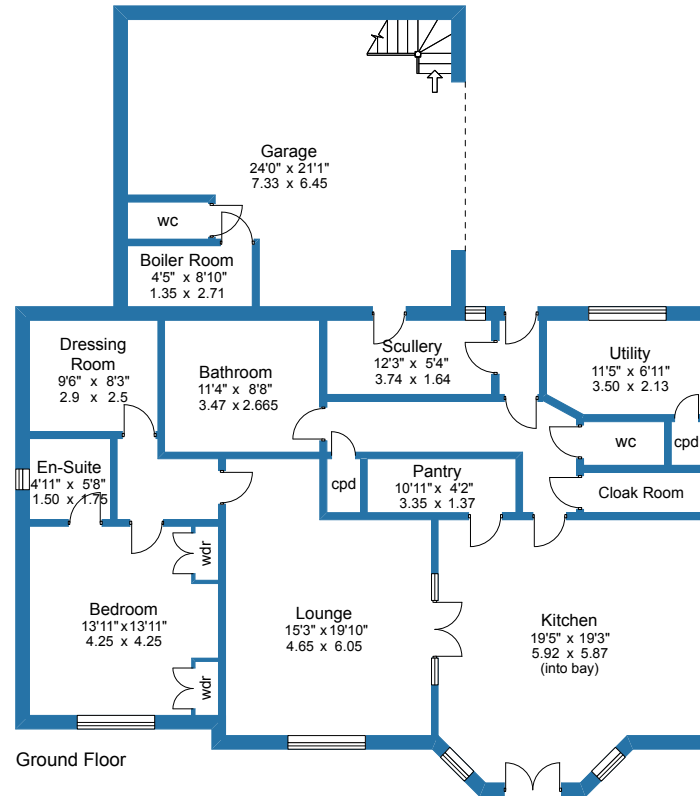 Garage
24'0" x 21'1"
7.33 x 6.45
wc
Boiler Room
4'5" x 8'10"
1.35 x 2.71
Dressing
Room
9'6" x 8'3"
2.9 x 2.5
Bathroom
11'4" x 8'8"
3.47 x 2.665
Scullery
12'3" x 5'4"
3.74 x 1.64
Utility
11'5" x 6'11"
3.50 x 2.13
wc
cpd
En-Suite
4'11" x 5'8"
1.50 x 1.75
cpd
Pantry
10'11" x 4'2"
3.35 x 1.37
Cloak Room
wdr
Bedroom
13'11" x 13'11"
4.25 x 4.25
wdr
Lounge
15'3" x 19'10"
4.65 x 6.05
Kitchen
19'5" x 19'3"
5.92 x 5.87
(into bay)
Ground Floor